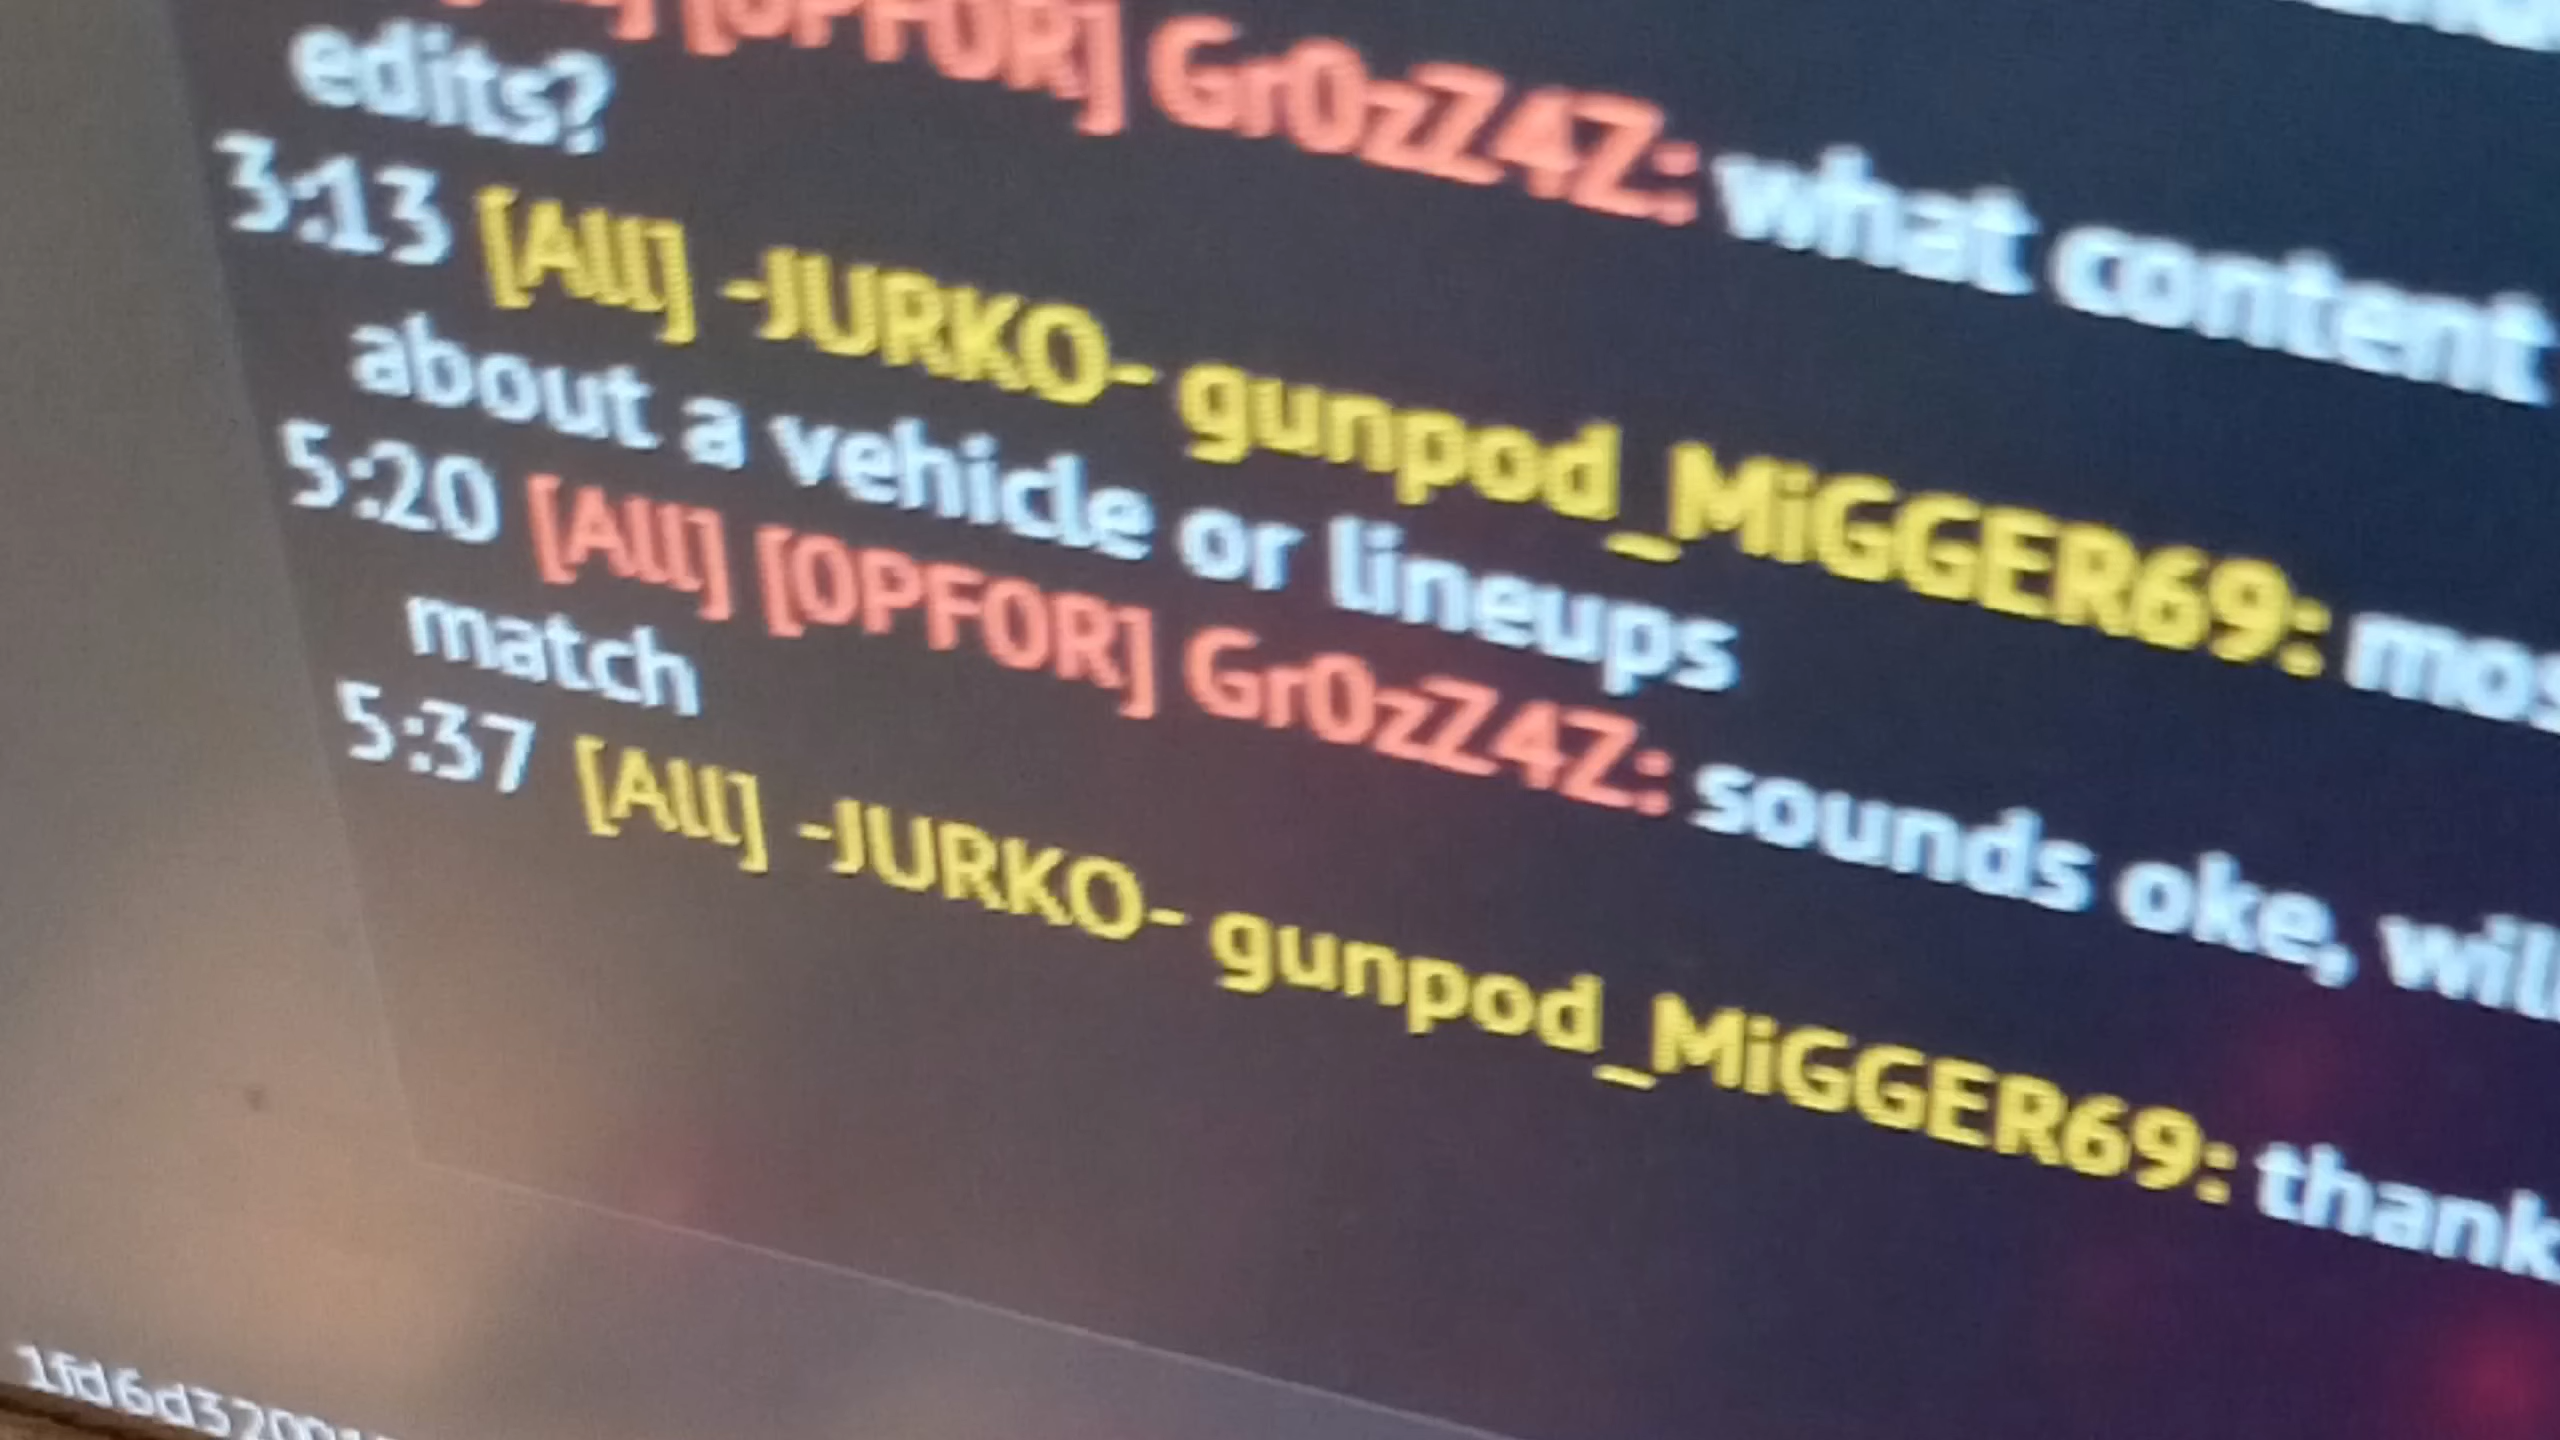 [OPFOR] Gr0zZ4Z: what content
edits?
3:13 [All] -JURKO- gunpod_MiGGER69:
about a vehicle or lineups
5:20 [All] [OPFOR] Gr0zZ4Z: sounds oke,
match
5:37 [All] -JURKO- gunpod_MiGGER69: